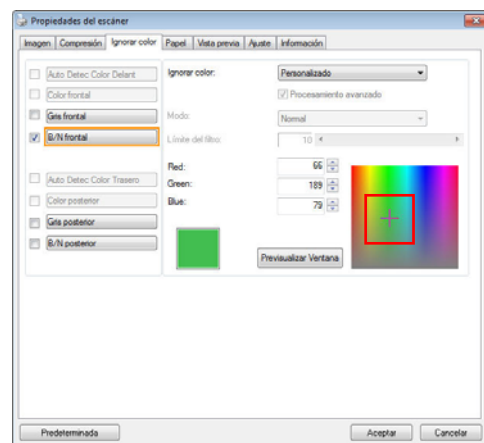 Propiedades del escáner
Imagen Compresión Ignorar color Papel Vista previa Ajuste Información
Auto Detec Color Delant
Color frontal
Gris frontal
B/N frontal
Auto Detec Color Trasero
Color posterior
Gris posterior
B/N posterior
Ignorar color: Personalizado
Procesamiento avanzado
Modo: Normal
Límite del filtro: 10
Red: 66
Green: 189
Blue: 79
Previsualizar Ventana
Predeterminada Aceptar Cancelar